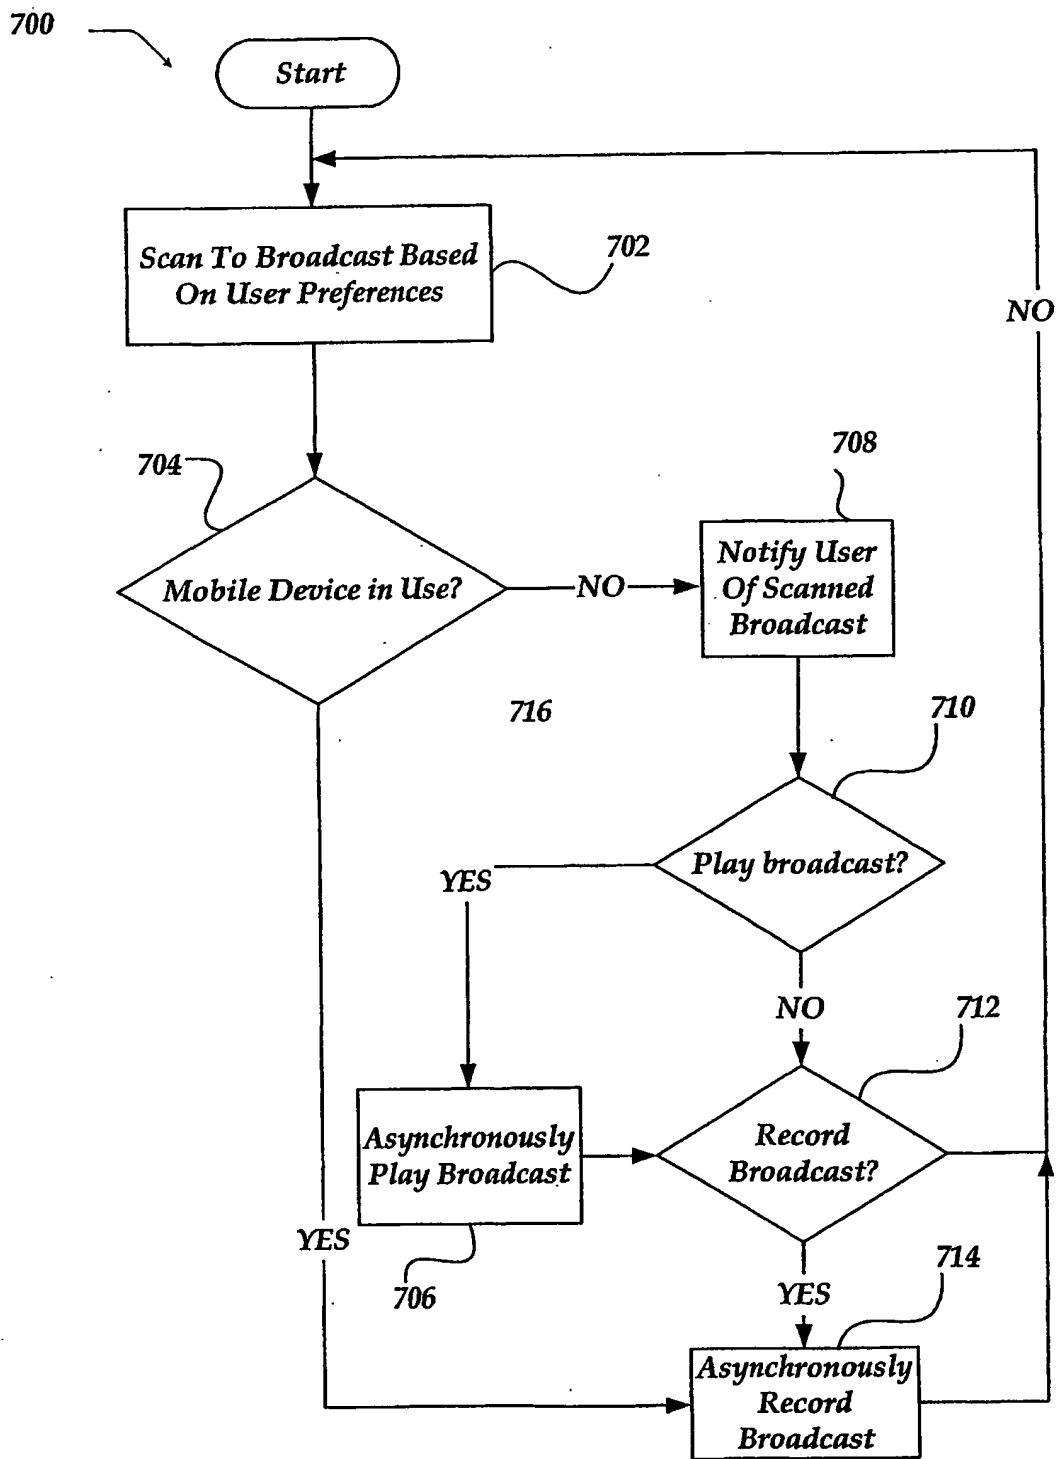 700
Start
Scan To Broadcast Based
On User Preferences
702
NO
704
Mobile Device in Use?
NO
708
Notify User
Of Scanned
Broadcast
716
710
Play broadcast?
YES
NO
712
Asynchronously
Play Broadcast
Record
Broadcast?
YES
706
YES
714
Asynchronously
Record
Broadcast